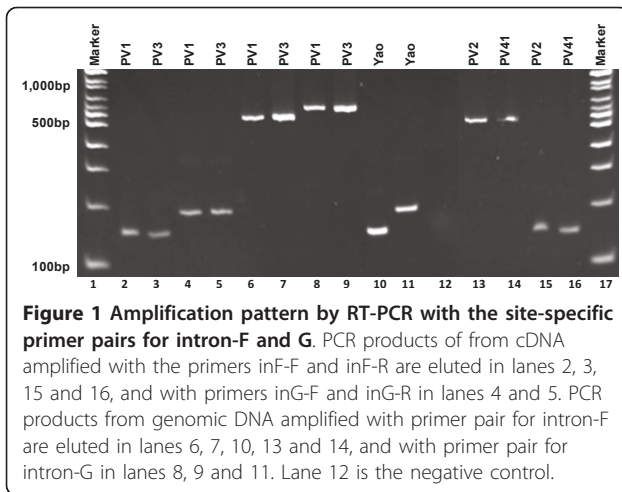 Marker PV1 PV3 PV1 PV3 PV1 PV3 PV1 PV3 Yao Yao PV2 PV41 PV2 PV41 Marker
1,000bp
500bp
100bp
1 2 3 4 5 6 7 8 9 10 11 12 13 14 15 16 17
Figure 1 Amplification pattern by RT-PCR with the site-specific
primer pairs for intron-F and G. PCR products of from cDNA
amplified with the primers inF-F and inF-R are eluted in lanes 2, 3,
15 and 16, and with primers inG-F and inG-R in lanes 4 and 5. PCR
products from genomic DNA amplified with primer pair for intron-F
are eluted in lanes 6, 7, 10, 13 and 14, and with primer pair for
intron-G in lanes 8, 9 and 11. Lane 12 is the negative control.